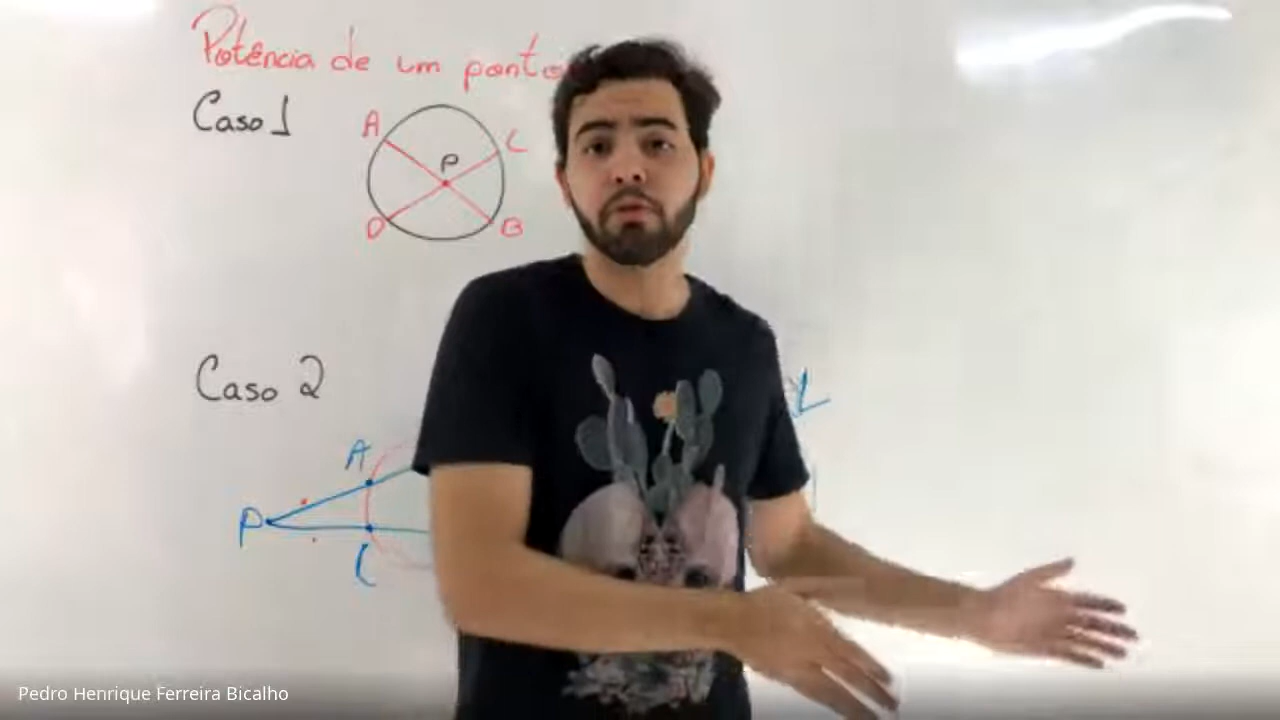 Potência de um ponto
Caso 1
A
C
P
D
B
Caso 2
A
P
C
Pedro Henrique Ferreira Bicalho